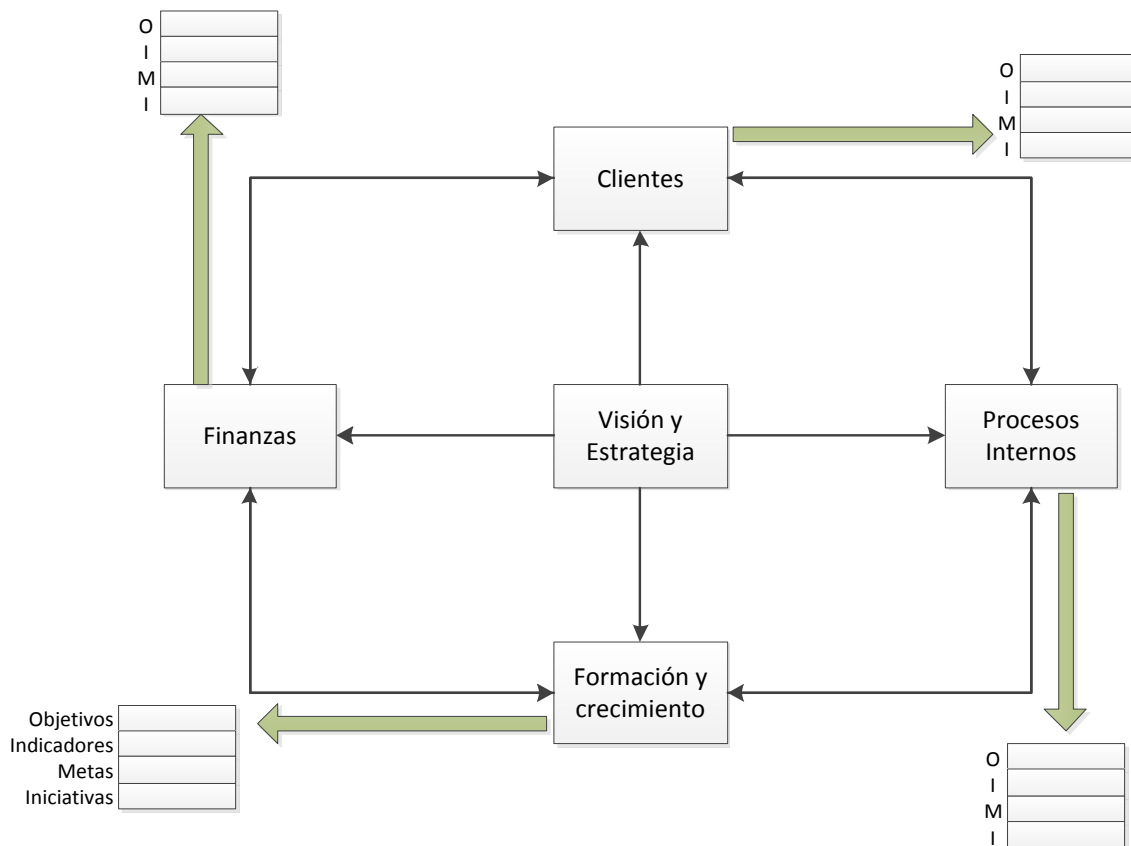 O
I
M
I
O
I
M
I
Clientes
Finanzas
Visión y
Estrategia
Procesos
Internos
Formación y
crecimiento
Objetivos
Indicadores
Metas
Iniciativas
O
I
M
I